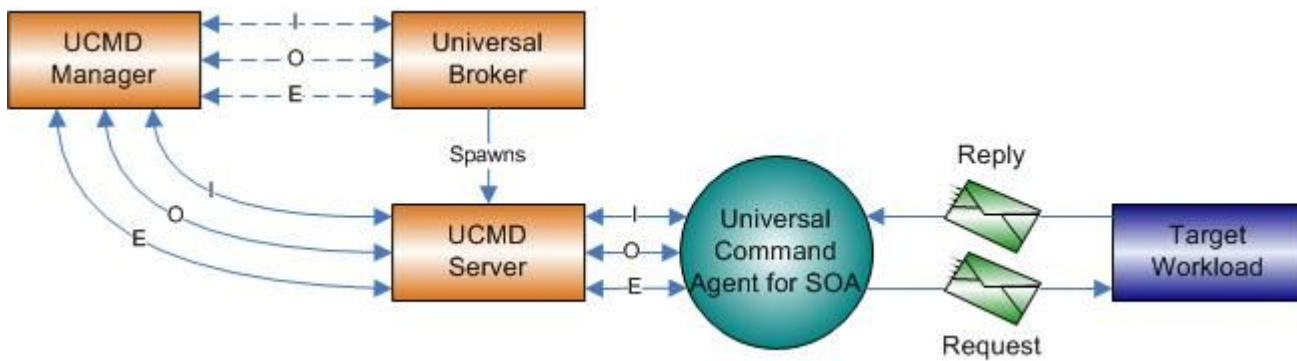 UCMD
Manager
I
O
E
Universal
Broker
Spawns
I
O
E
UCMD
Server
I
O
E
Universal
Command
Agent for SOA
Reply
Request
Target
Workload